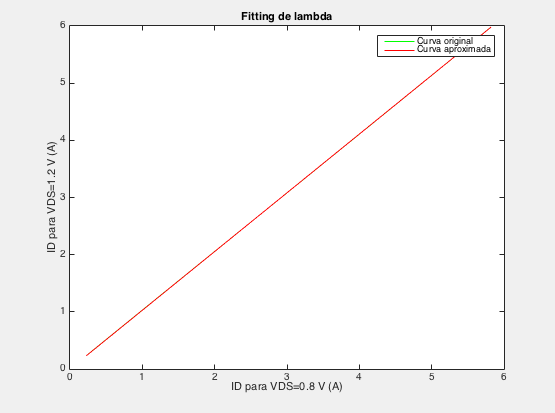 Fitting de lambda
Curva original
Curva aproximada
ID para VDS=1.2 V (A)
6
5
4
3
2
1
0
0 1 2 3 4 5 6
ID para VDS=0.8 V (A)